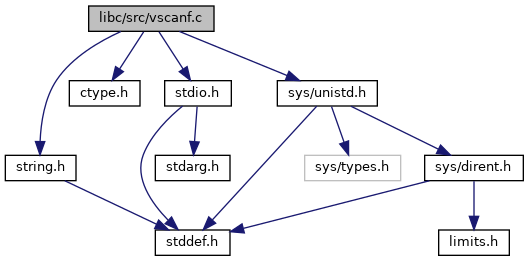 libc/src/vscanf.c
ctype.h
stdio.h
sys/unistd.h
string.h
stdarg.h
sys/types.h
sys/dirent.h
stddef.h
limits.h